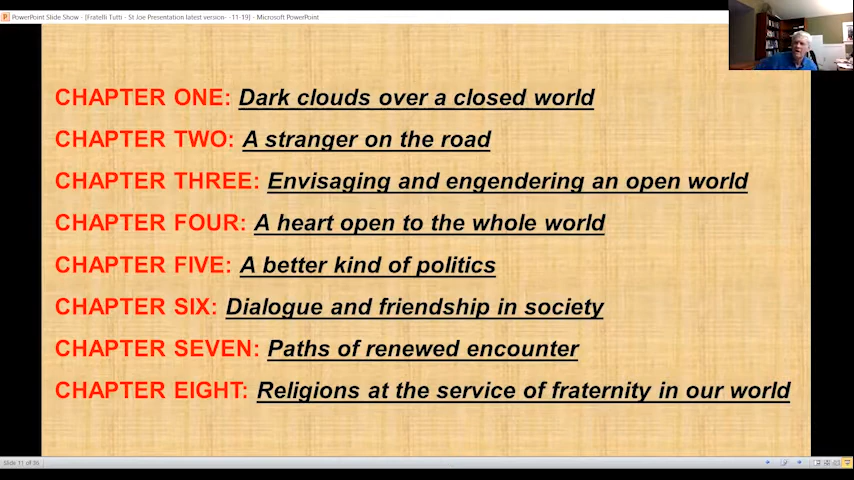 PowerPoint Slide Show - [Fratelli Tutti - St Joe Presentation latest version- -11-19] - Microsoft PowerPoint
CHAPTER ONE: Dark clouds over a closed world
CHAPTER TWO: A stranger on the road
CHAPTER THREE: Envisaging and engendering an open world
CHAPTER FOUR: A heart open to the whole world
CHAPTER FIVE: A better kind of politics
CHAPTER SIX: Dialogue and friendship in society
CHAPTER SEVEN: Paths of renewed encounter
CHAPTER EIGHT: Religions at the service of fraternity in our world
Slide 11 of 36